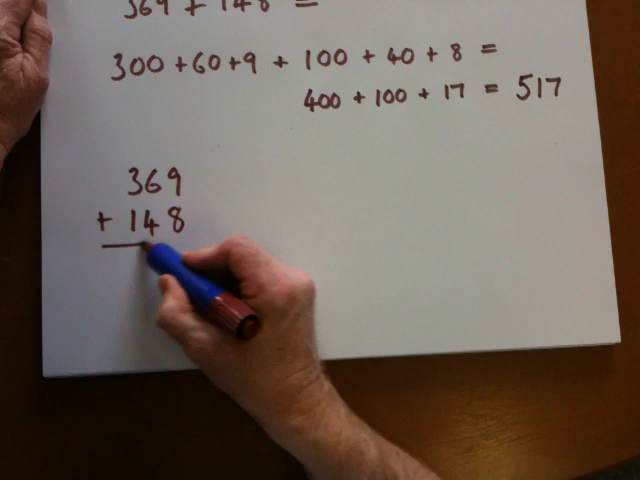 369 + 148 =
300 + 60 + 9 + 100 + 40 + 8 =
400 + 100 + 17 = 517
369
+ 148